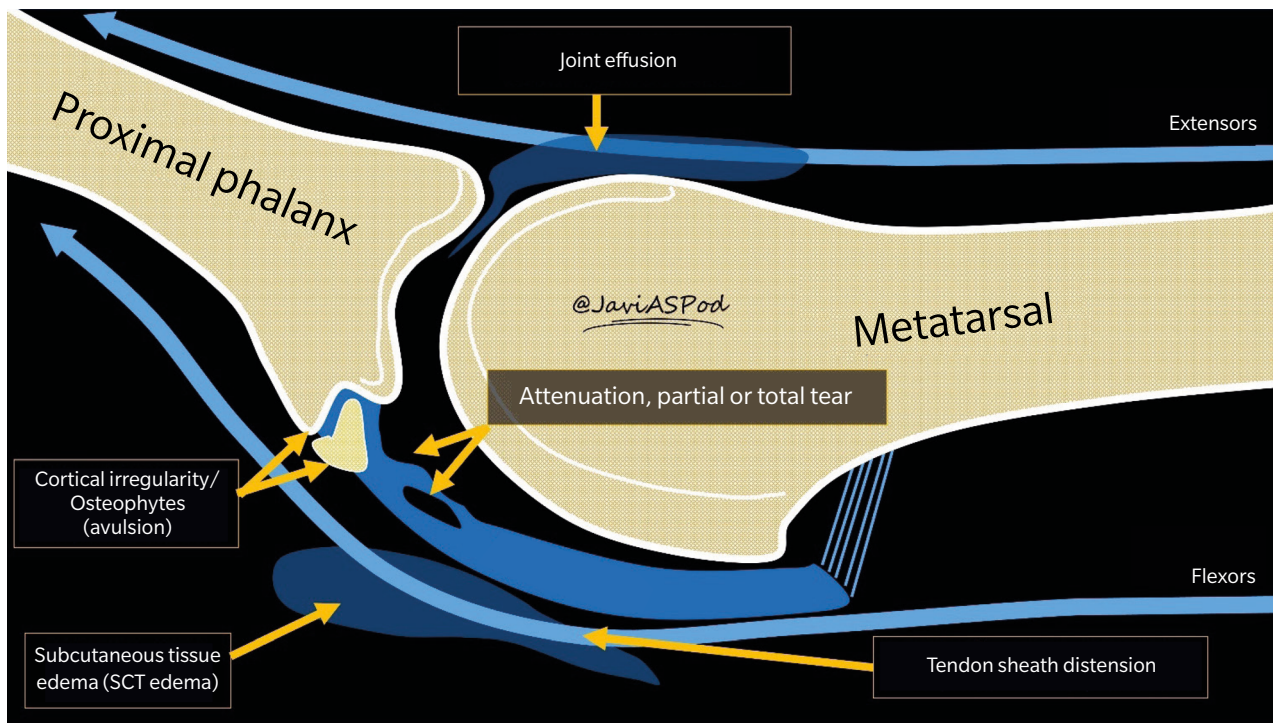 Joint effusion
Extensors
Proximal phalanx
@JaviASPod
Metatarsal
Attenuation, partial or total tear
Cortical irregularity/
Osteophytes
(avulsion)
Flexors
Subcutaneous tissue
edema (SCT edema)
Tendon sheath distension